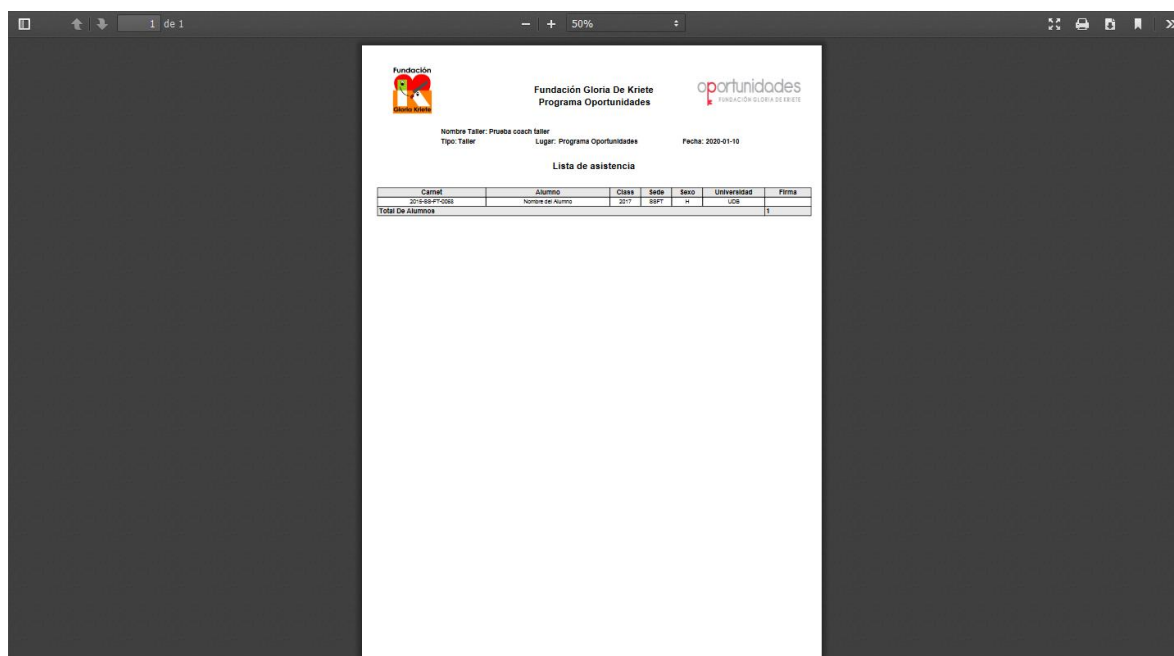 1 de 1
50%
Fundación
Gloria Kriete
Fundación Gloria De Kriete
Programa Oportunidades
oportunidades
FUNDACIÓN GLORIA DE KRIETE
Nombre Taller: Prueba coach taller
Tipo: Taller Lugar: Programa Oportunidades Fecha: 2020-01-10
Lista de asistencia
Carnet Alumno Class Sede Sexo Universidad Firma
Nombre del Alumno 2017 SSFT H UDB
Total De Alumnos 1